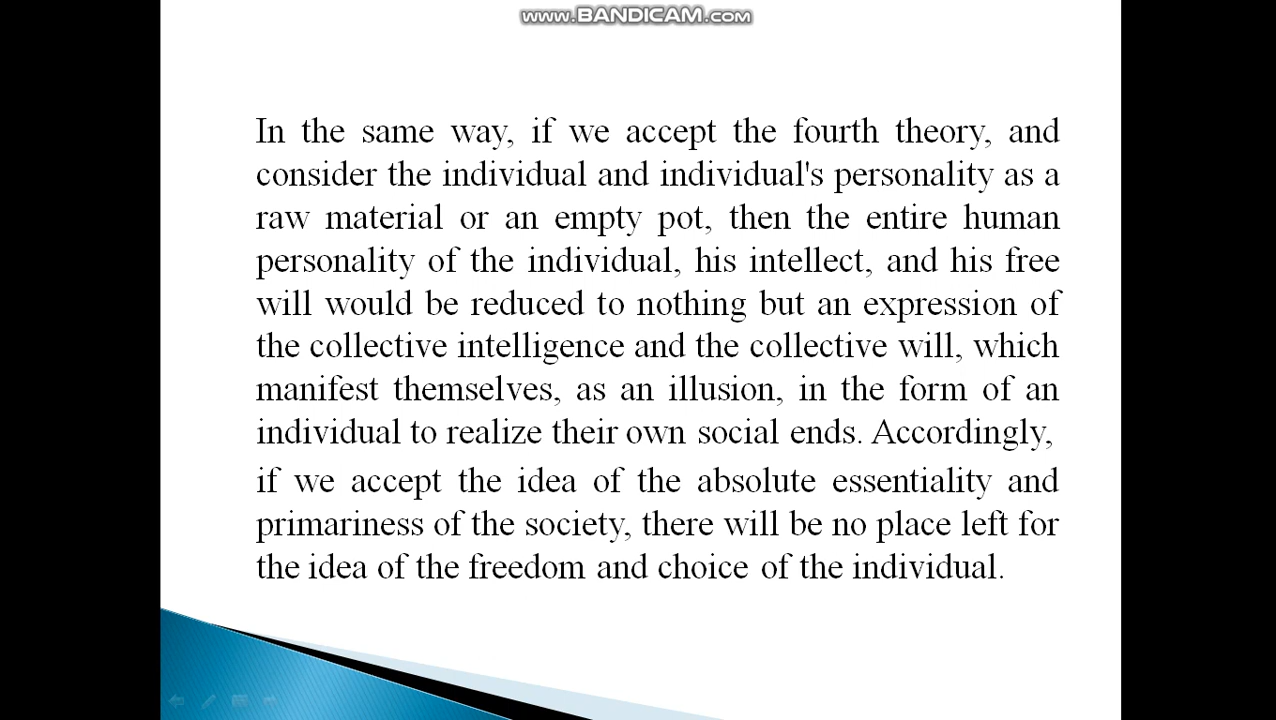 www.BANDICAM.com
In the same way, if we accept the fourth theory, and
consider the individual and individual's personality as a
raw material or an empty pot, then the entire human
personality of the individual, his intellect, and his free
will would be reduced to nothing but an expression of
the collective intelligence and the collective will, which
manifest themselves, as an illusion, in the form of an
individual to realize their own social ends. Accordingly,
if we accept the idea of the absolute essentiality and
primariness of the society, there will be no place left for
the idea of the freedom and choice of the individual.